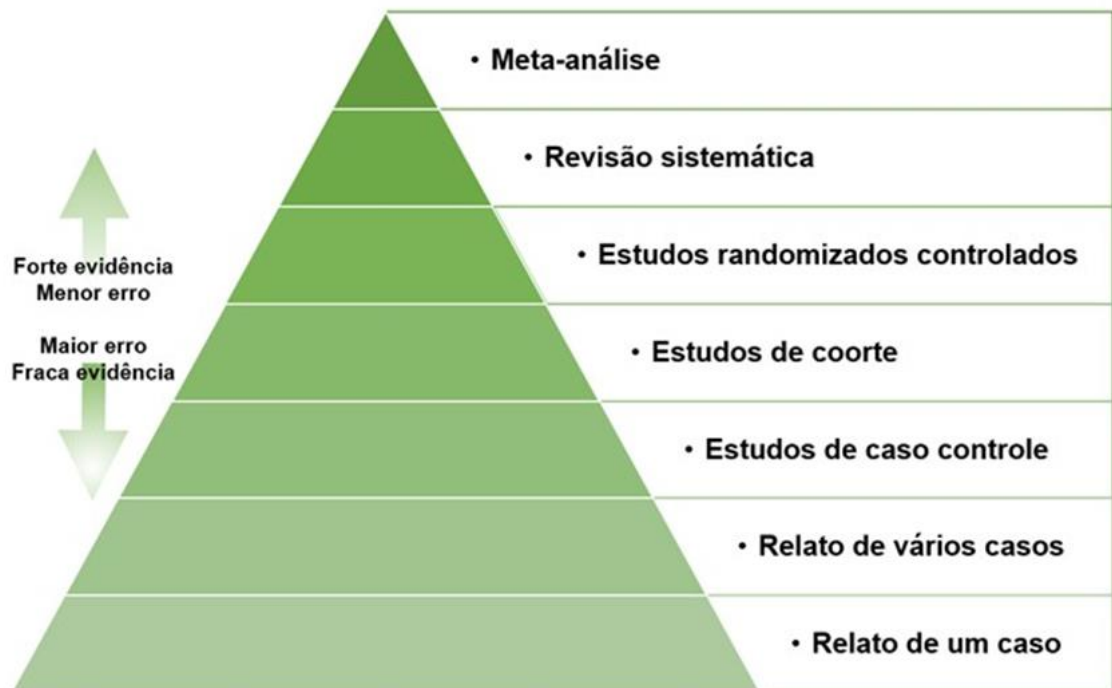 • Meta-análise
• Revisão sistemática
• Estudos randomizados controlados
• Estudos de coorte
• Estudos de caso controle
• Relato de vários casos
• Relato de um caso
Forte evidência
Menor erro
Maior erro
Fraca evidência